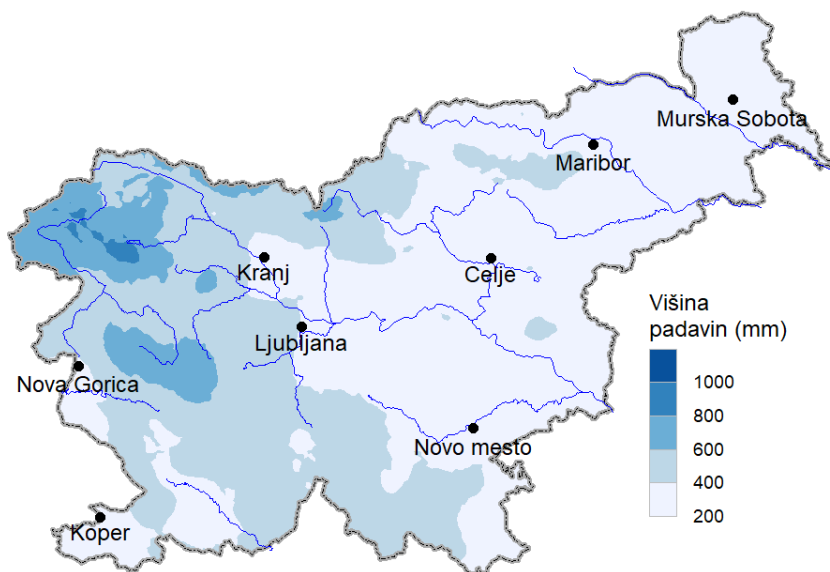 Murska Sobota
Maribor
Kranj
Celje
Ljubljana
Nova Gorica
Novo mesto
Koper
Višina
padavin (mm)
1000
800
600
400
200